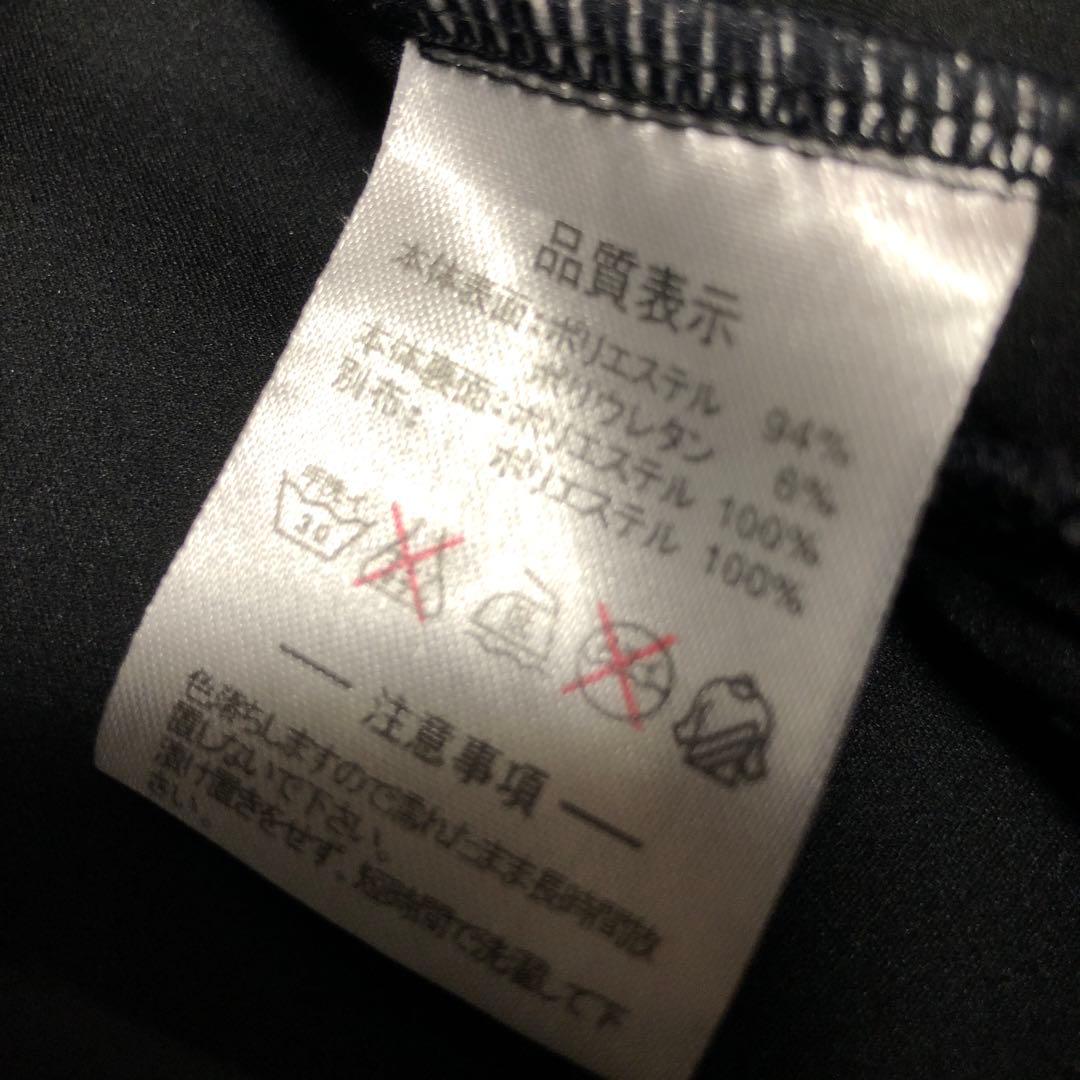 品質表示
本体表面:ポリエステル 94%
ポリウレタン 6%
本体裏面:ポリエステル 100%
別布: ポリエステル 100%
手洗イ
30
注意事項
色落ちしますので濡れたまま長時間放
置しないで下さい。
漬け置きをせず、短時間で洗濯して下
さい。